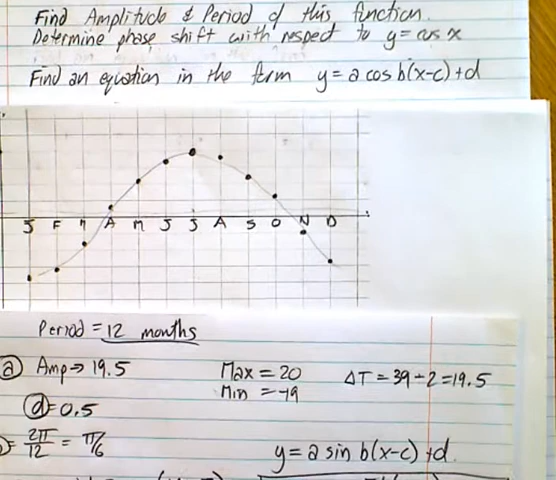 Find Amplitude & Period of this function.
Determine phase shift with respect to y = cos x
Find an equation in the form y = a cos b(x-c) + d
J F M A M J J A S O N D
Period = 12 months
ⓐ Amp → 19.5 Max = 20 ΔT = 39 ÷ 2 = 19.5
Min = -19
ⓓ = 0.5
= 2π/12 = π/6
y = a sin b(x-c) + d